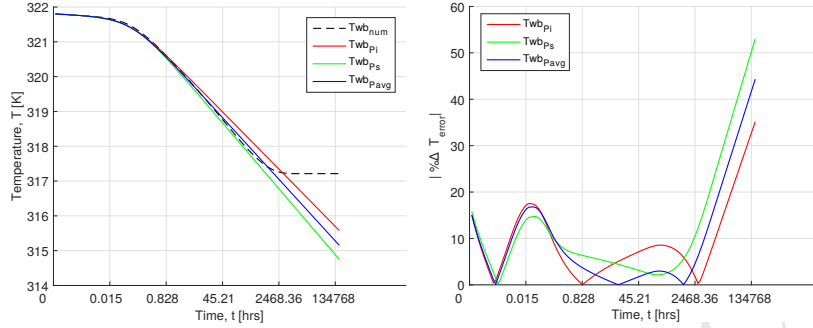 322
321
320
319
318
317
316
315
314
Temperature, T [K]
0
0.015
0.828
45.21
2468.36
134768
Time, t [hrs]
Twb_num
Twb_Pi
Twb_Ps
Twb_Pavg
60
50
40
30
20
10
0
| %Δ T_error|
0
0.015
0.828
45.21
2468.36
134768
Time, t [hrs]
Twb_Pi
Twb_Ps
Twb_Pavg